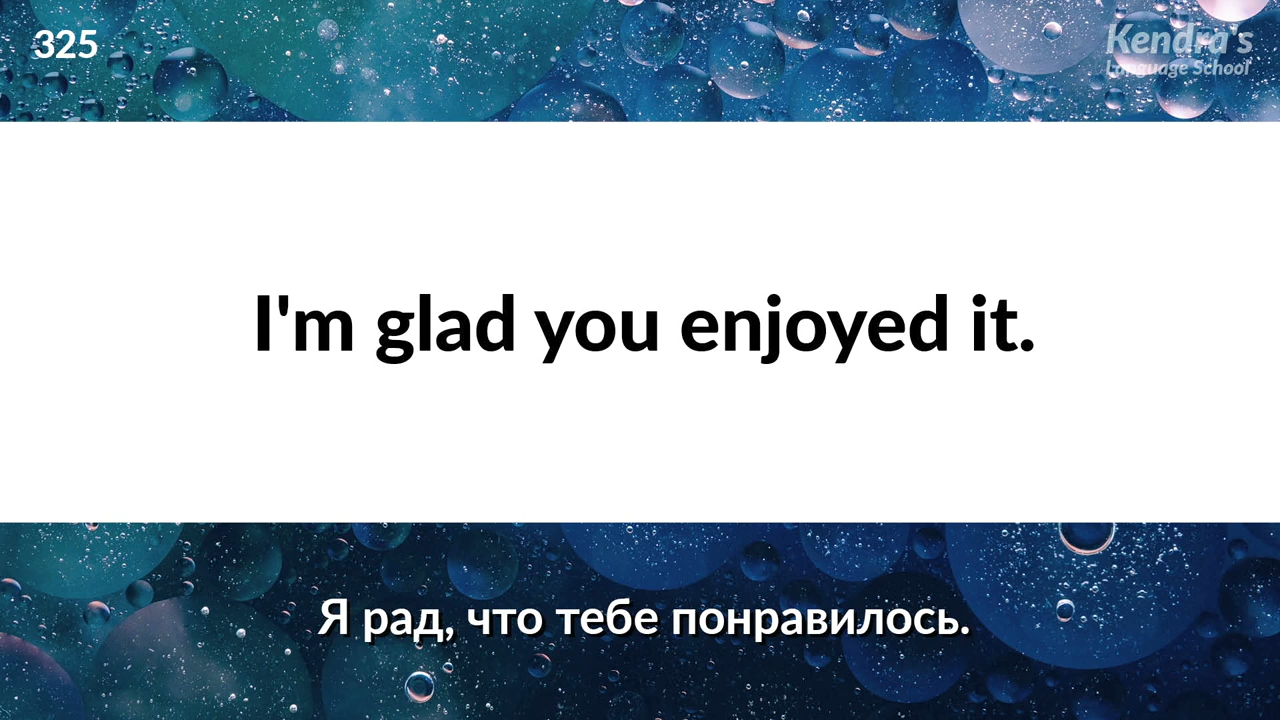 325
Kendra's
Language School
I'm glad you enjoyed it.
Я рад, что тебе понравилось.